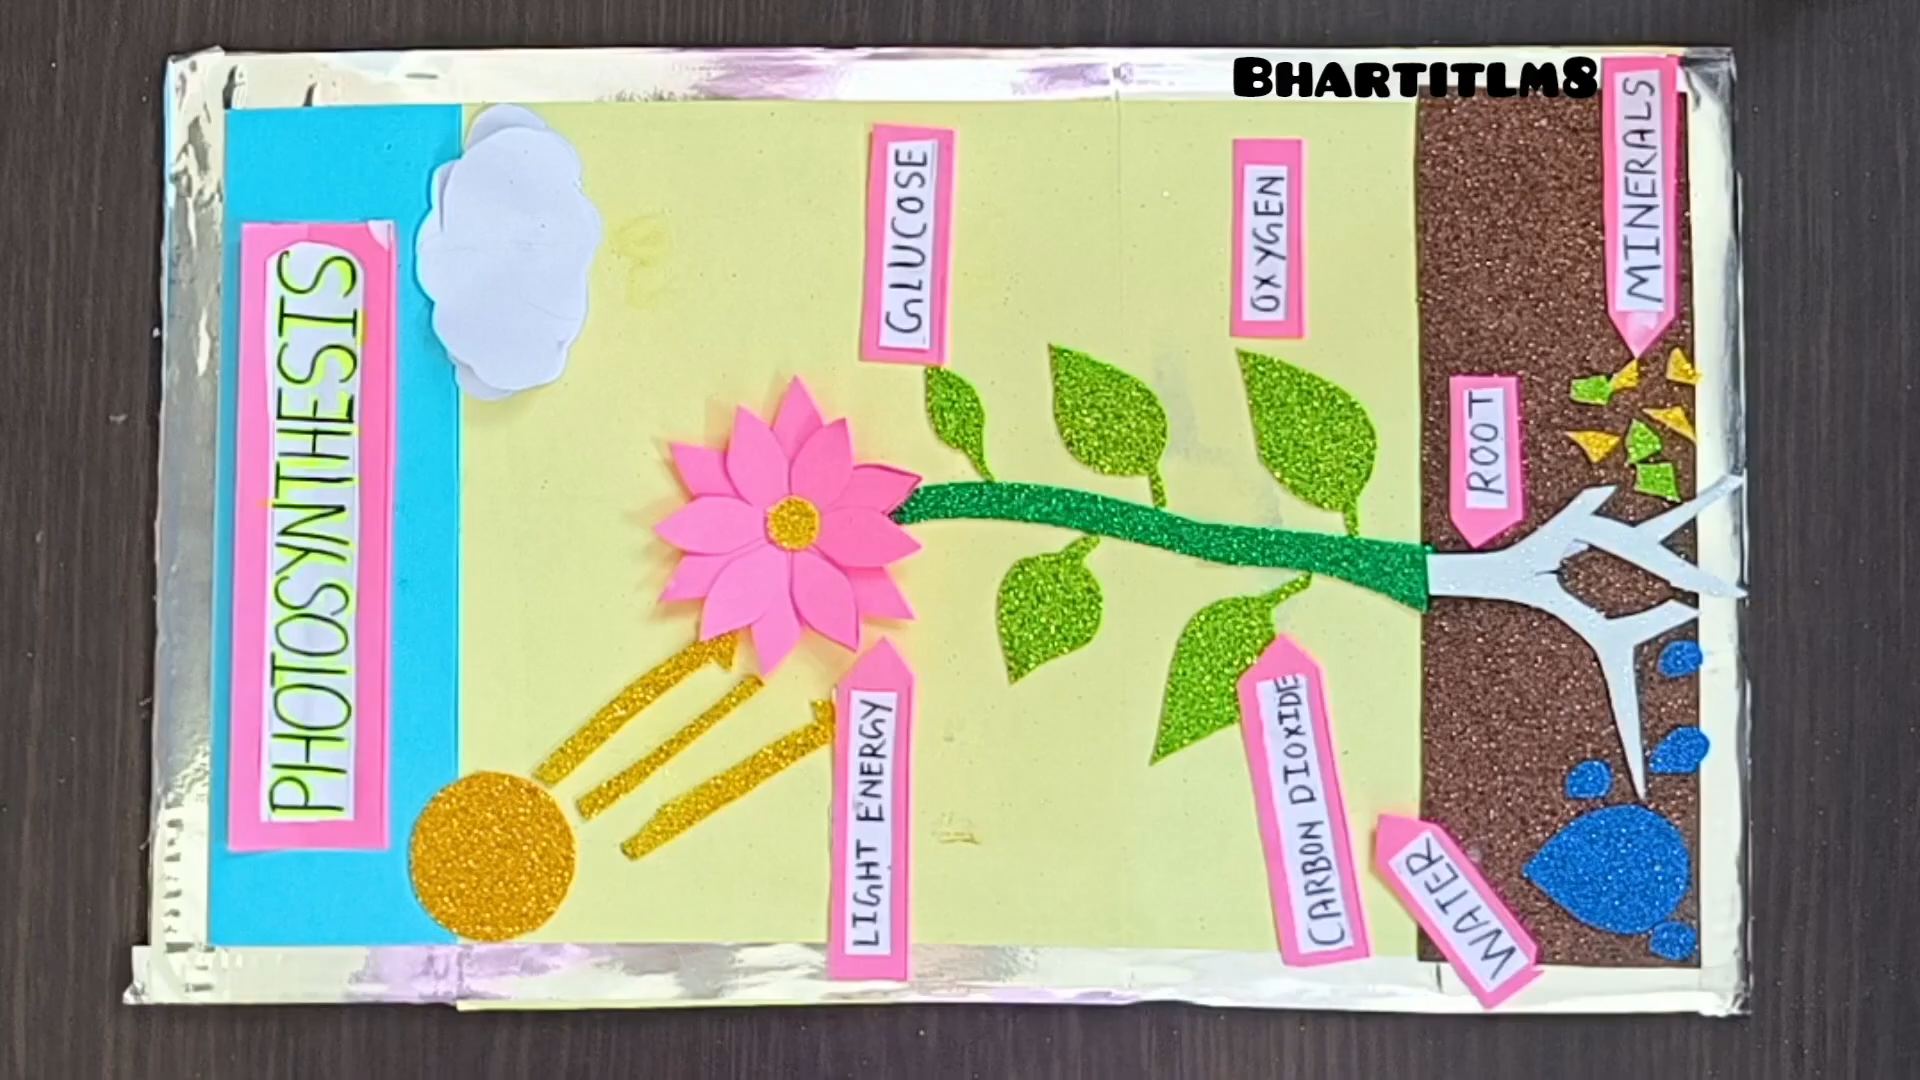 BHARTITLM8
PHOTOSYNTHESIS
GLUCOSE
OXYGEN
MINERALS
ROOT
LIGHT ENERGY
CARBON DIOXIDE
WATER